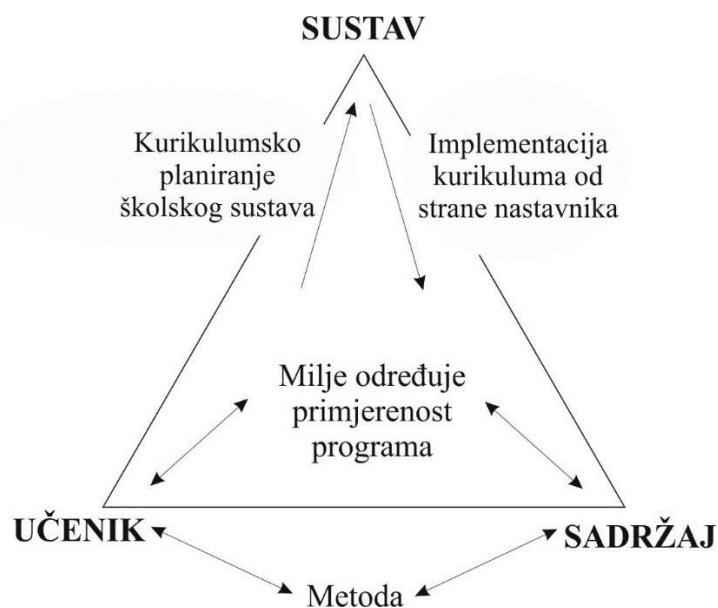 SUSTAV
Kurikulumsko
planiranje
školskog sustava
Implementacija
kurikuluma od
strane nastavnika
Milje određuje
primjerenost
programa
UČENIK
SADRŽAJ
Metoda